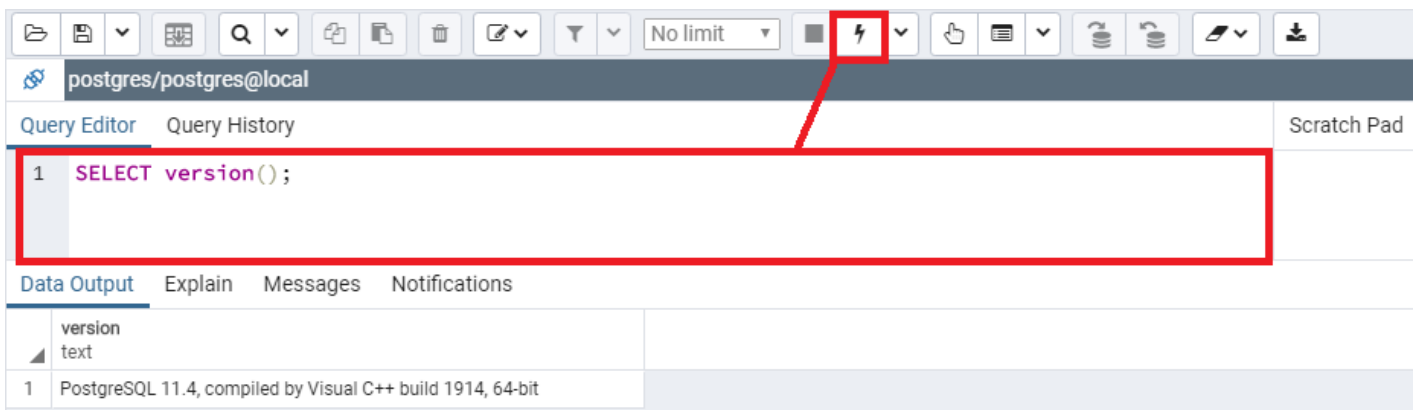 No limit
postgres/postgres@local
Query Editor Query History Scratch Pad
1 SELECT version();
Data Output Explain Messages Notifications
version
text
1 PostgreSQL 11.4, compiled by Visual C++ build 1914, 64-bit